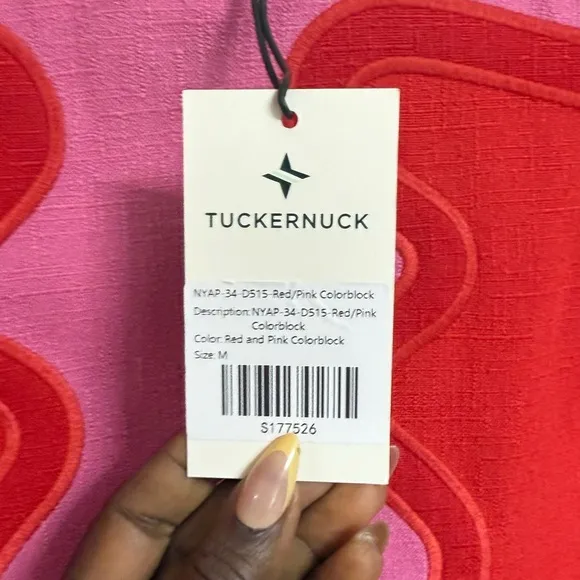 TUCKERNUCK
NYAP-34-D515-Red/Pink Colorblock
Description: NYAP-34-D515-Red/Pink
Colorblock
Color: Red and Pink Colorblock
Size: M
S177526